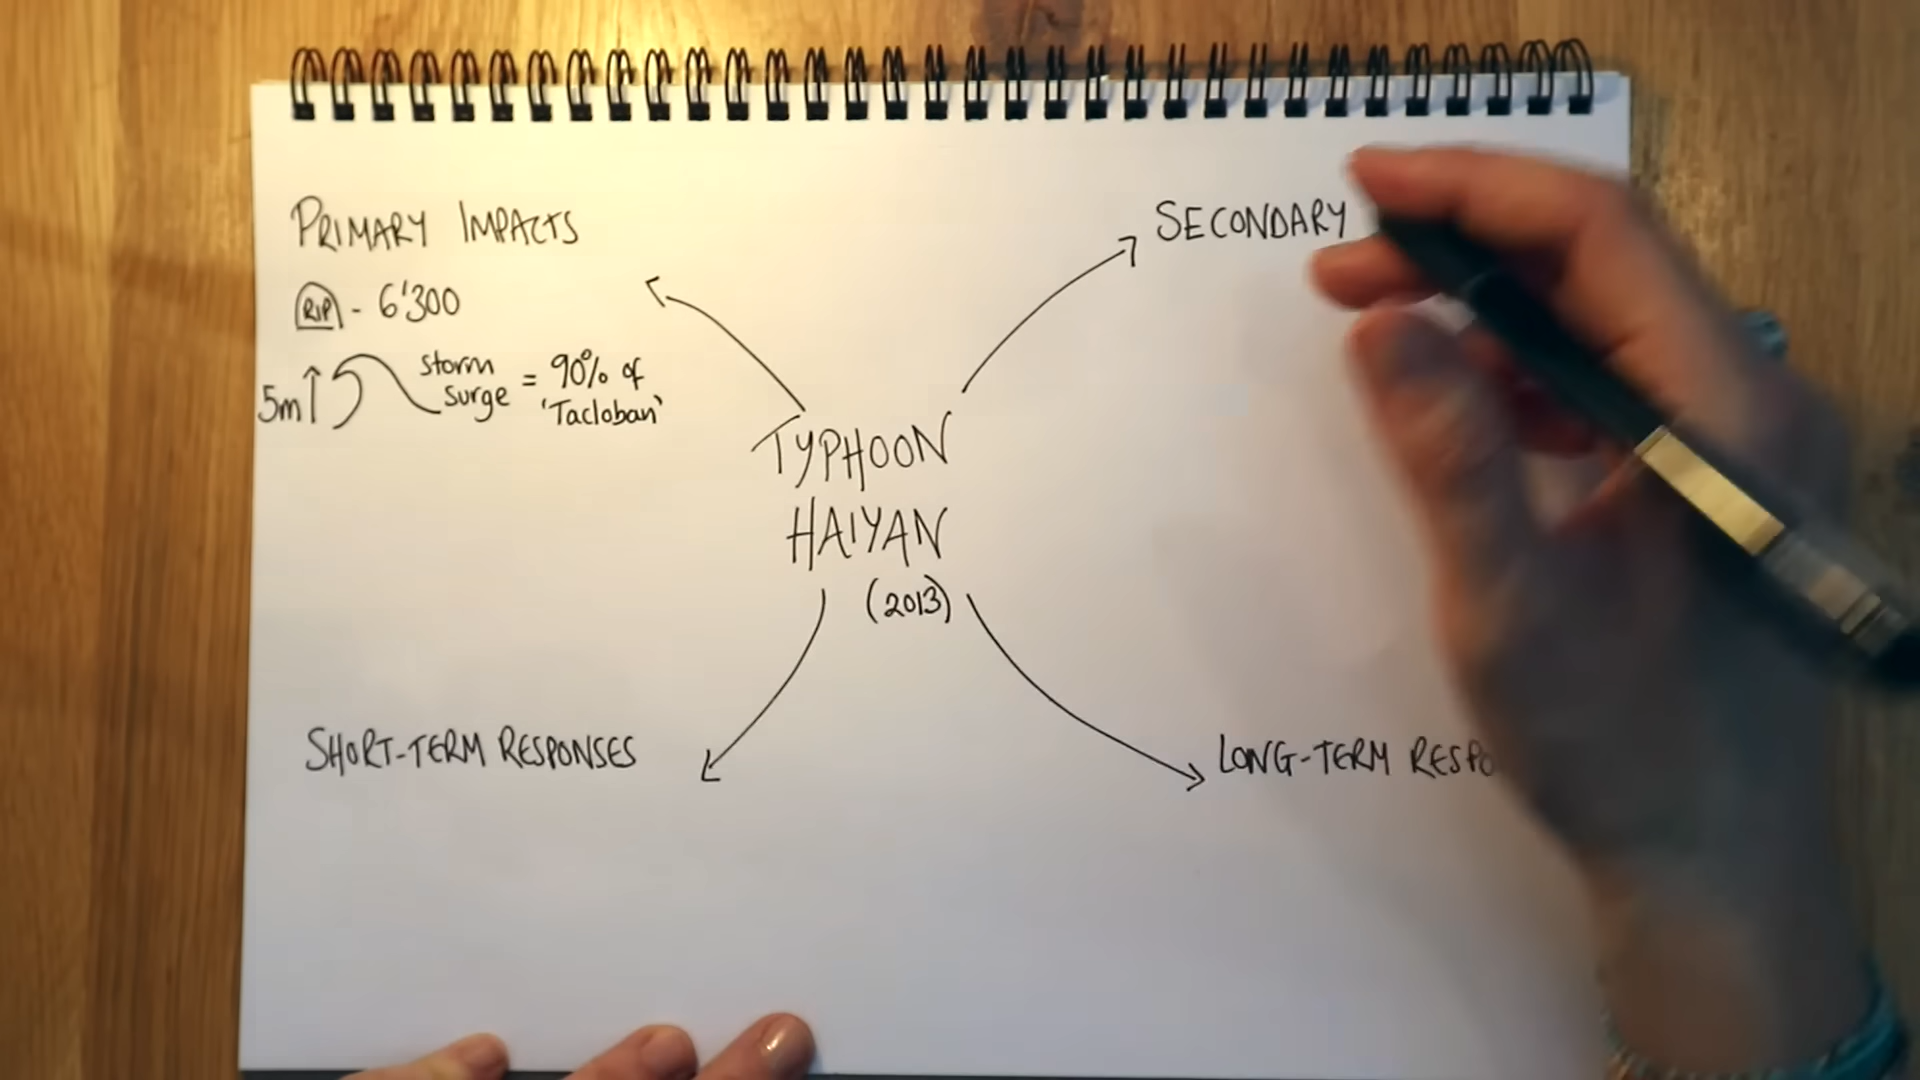 PRIMARY IMPACTS
RIP - 6'300
5m storm surge = 90% of 'Tacloban'
SECONDARY
TYPHOON
HAIYAN
(2013)
SHORT-TERM RESPONSES
LONG-TERM RESPO